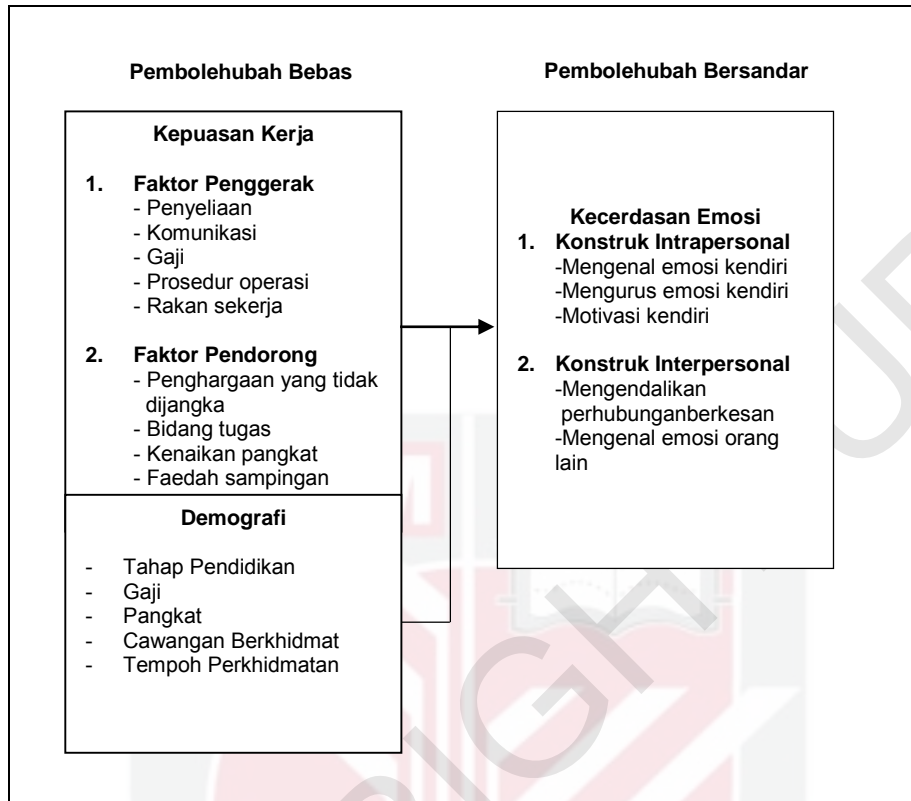 Pembolehubah Bebas
Kepuasan Kerja
1. Faktor Penggerak
- Penyeliaan
- Komunikasi
- Gaji
- Prosedur operasi
- Rakan sekerja
2. Faktor Pendorong
- Penghargaan yang tidak
dijangka
- Bidang tugas
- Kenaikan pangkat
- Faedah sampingan
Demografi
- Tahap Pendidikan
- Gaji
- Pangkat
- Cawangan Berkhidmat
- Tempoh Perkhidmatan
Pembolehubah Bersandar
Kecerdasan Emosi
1. Konstruk Intrapersonal
-Mengenal emosi kendiri
-Mengurus emosi kendiri
-Motivasi kendiri
2. Konstruk Interpersonal
-Mengendalikan
perhubunganberkesan
-Mengenal emosi orang
lain